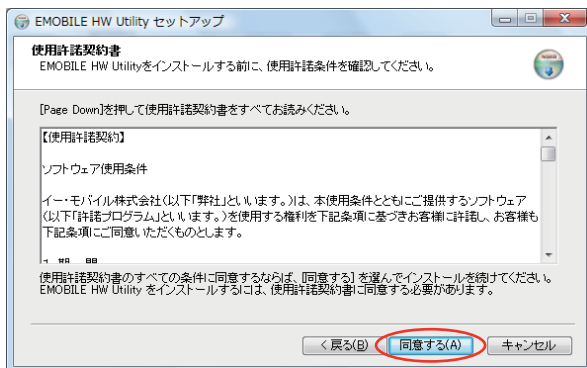 EMOBILE HW Utility セットアップ
使用許諾契約書
EMOBILE HW Utilityをインストールする前に、使用許諾条件を確認してください。
[Page Down]を押して使用許諾契約書をすべてお読みください。
【使用許諾契約】
ソフトウェア使用条件
イー・モバイル株式会社(以下「弊社」といいます。)は、本使用条件とともにご提供するソフトウェア
(以下「許諾プログラム」といいます。)を使用する権利を下記条項に基づきお客様に許諾し、お客様も
下記条項にご同意いただくものとします。
使用許諾契約書のすべての条件に同意するならば、[同意する] を選んでインストールを続けてください。
EMOBILE HW Utility をインストールするには、使用許諾契約書に同意する必要があります。
< 戻る(B)
同意する(A)
キャンセル